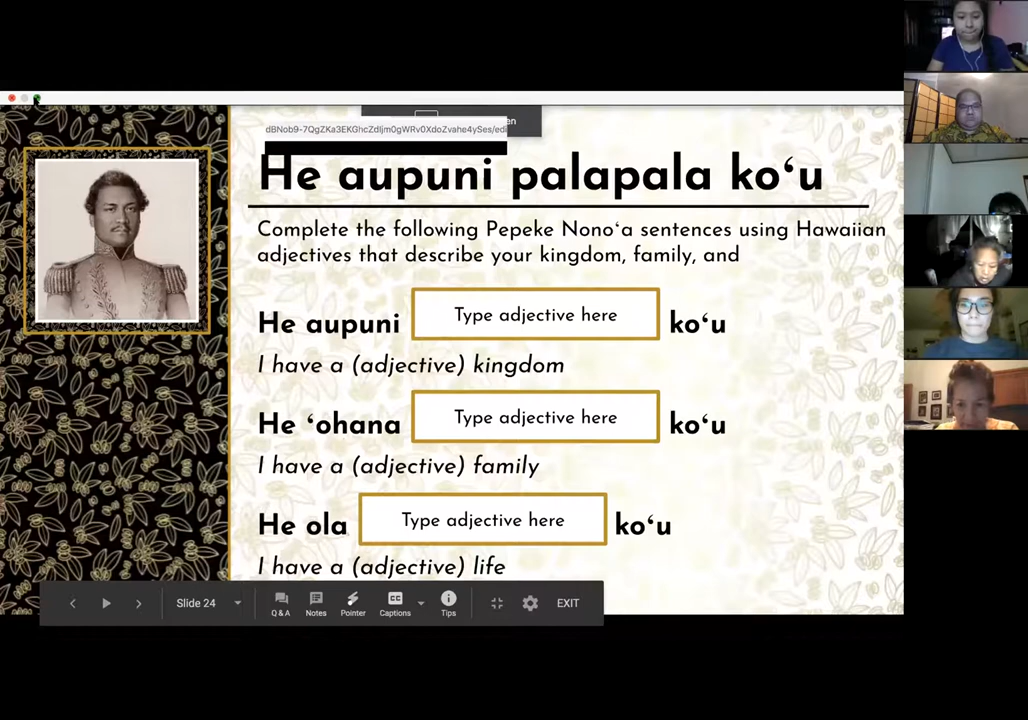 en
dBNob9-7QgZKa3EKGhcZdIjm0gWRv0XdoZvahe4ySes/edi
He aupuni palapala koʻu
Complete the following Pepeke Nonoʻa sentences using Hawaiian
adjectives that describe your kingdom, family, and
He aupuni Type adjective here koʻu
I have a (adjective) kingdom
He ʻohana Type adjective here koʻu
I have a (adjective) family
He ola Type adjective here koʻu
I have a (adjective) life
Slide 24 Q & A Notes Pointer Captions Tips EXIT